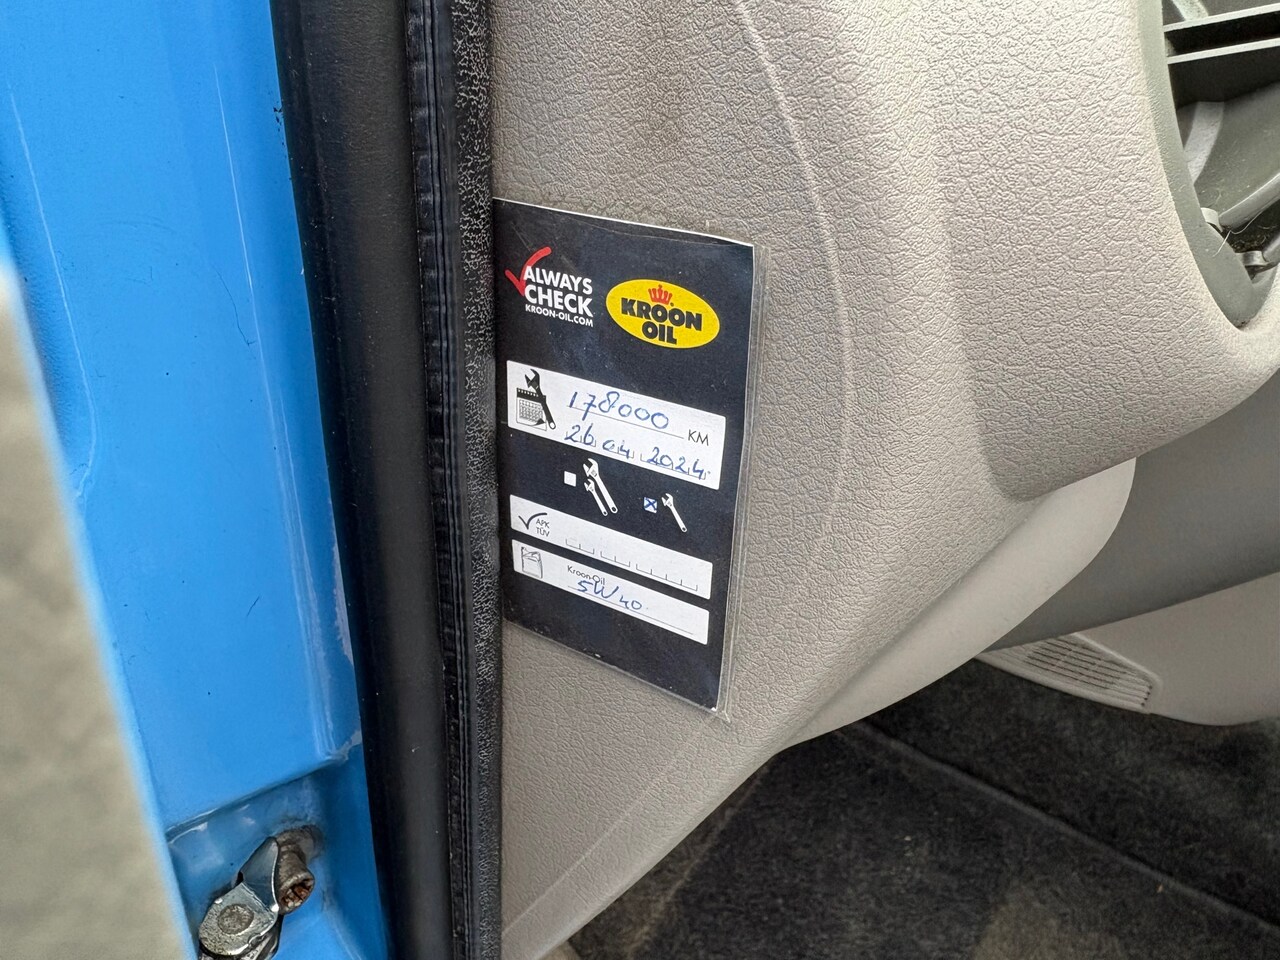 ALWAYS
CHECK
KROON-OIL.COM
KROON
OIL
178000 KM
26 04 2024
APK
TÜV
Kroon-Oil
5W40